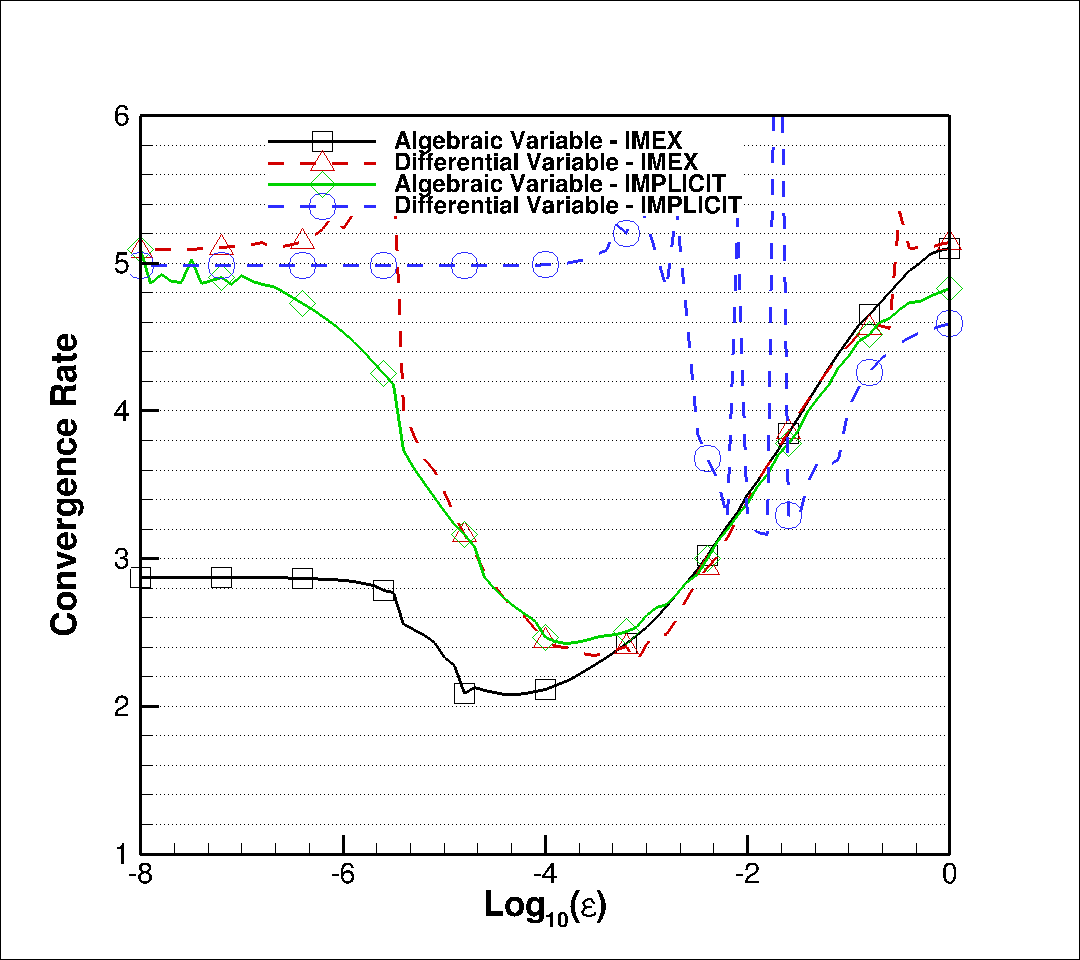 6
Algebraic Variable - IMEX
Differential Variable - IMEX
Algebraic Variable - IMPLICIT
Differential Variable - IMPLICIT
5
4
3
2
1
Convergence Rate
-8 -6 -4 -2 0
Log10(ε)